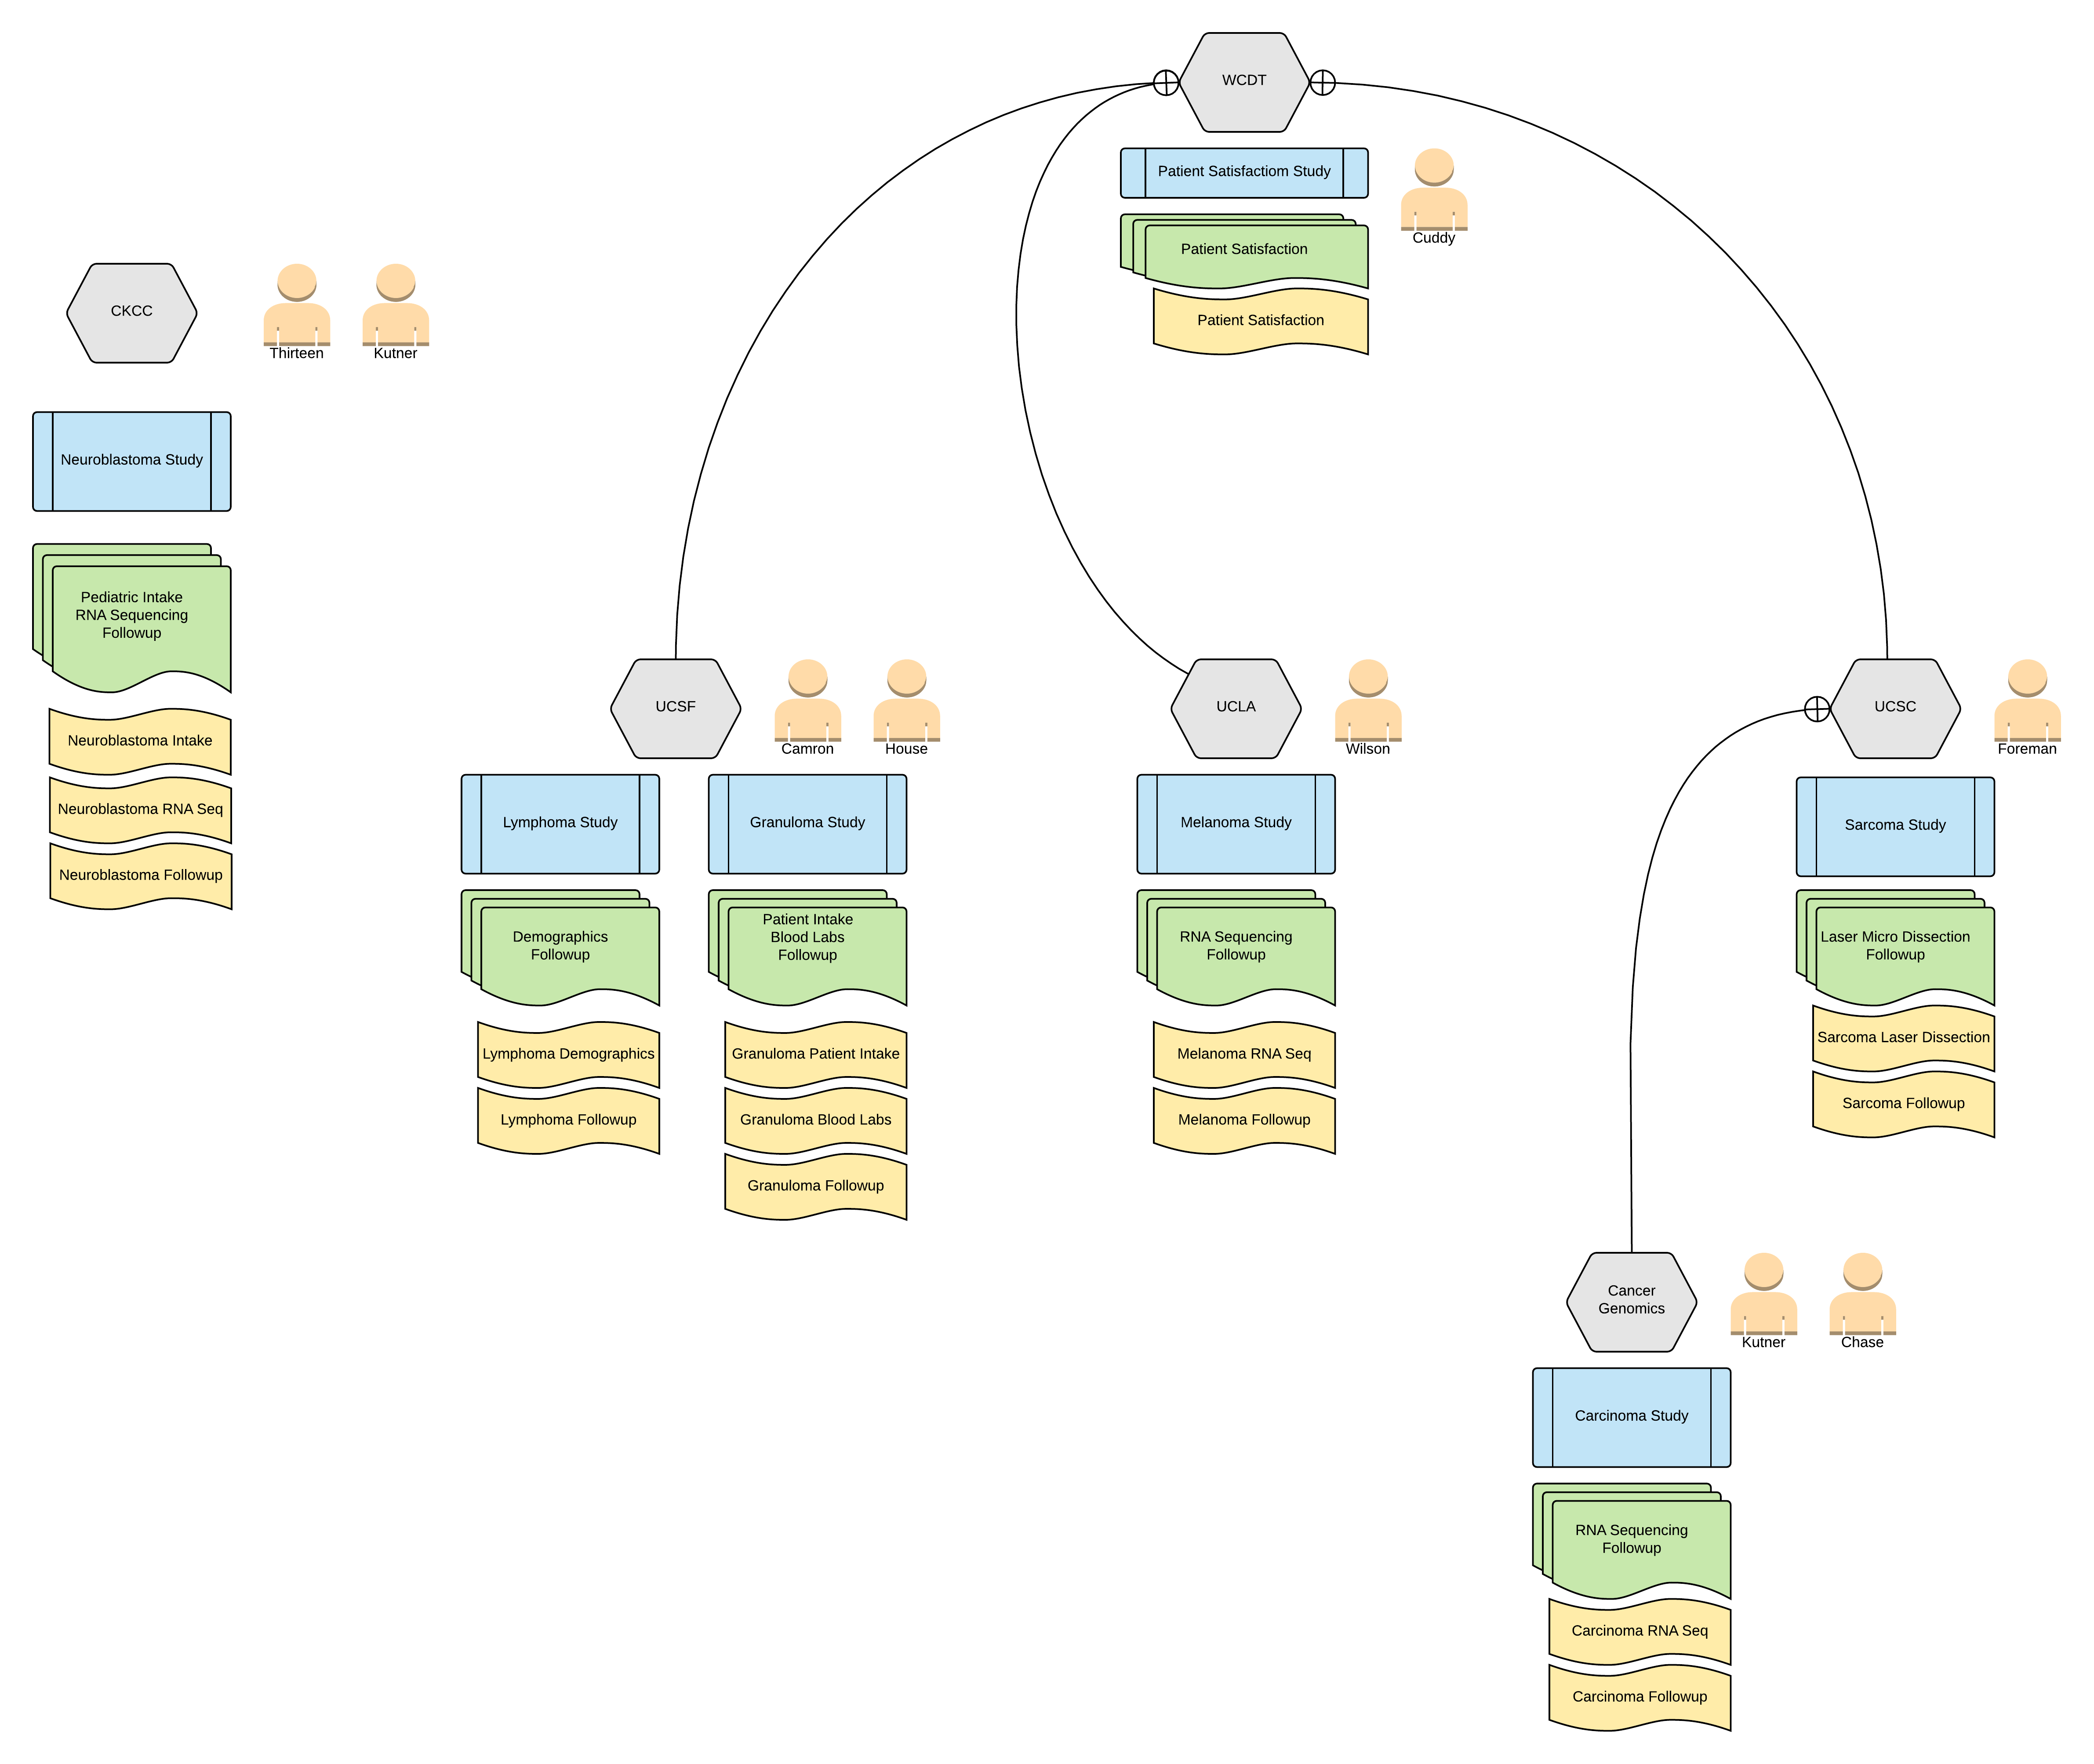 WCDT
Patient Satisfactiom Study
Cuddy
Patient Satisfaction
Patient Satisfaction
CKCC
Thirteen
Kutner
Neuroblastoma Study
Pediatric Intake
RNA Sequencing
Followup
Neuroblastoma Intake
Neuroblastoma RNA Seq
Neuroblastoma Followup
UCSF
Camron
House
Lymphoma Study
Demographics
Followup
Lymphoma Demographics
Lymphoma Followup
Granuloma Study
Patient Intake
Blood Labs
Followup
Granuloma Patient Intake
Granuloma Blood Labs
Granuloma Followup
UCLA
Wilson
Melanoma Study
RNA Sequencing
Followup
Melanoma RNA Seq
Melanoma Followup
UCSC
Foreman
Sarcoma Study
Laser Micro Dissection
Followup
Sarcoma Laser Dissection
Sarcoma Followup
Cancer
Genomics
Kutner
Chase
Carcinoma Study
RNA Sequencing
Followup
Carcinoma RNA Seq
Carcinoma Followup